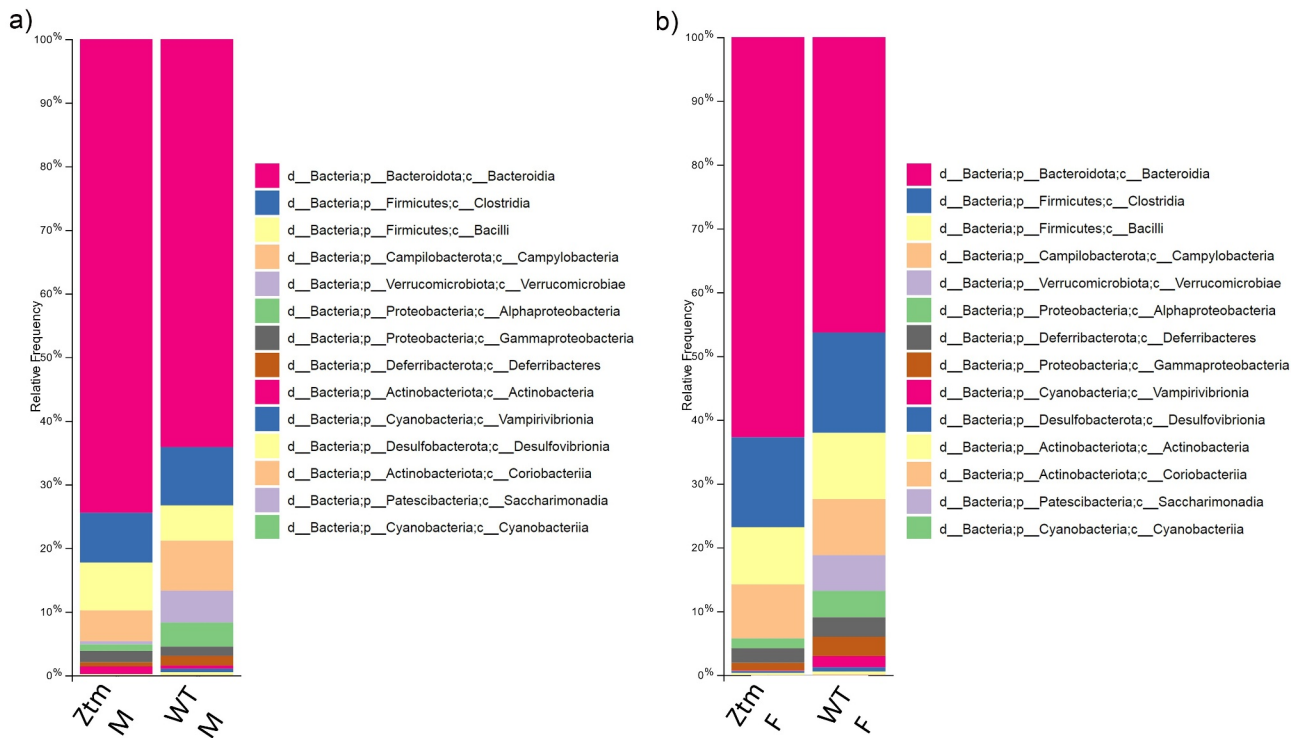 a)
100%
90%
80%
70%
60%
50%
40%
30%
20%
10%
0%
Relative Frequency
Ztm M
WT M
d__Bacteria;p__Bacteroidota;c__Bacteroidia
d__Bacteria;p__Firmicutes;c__Clostridia
d__Bacteria;p__Firmicutes;c__Bacilli
d__Bacteria;p__Campilobacterota;c__Campylobacteria
d__Bacteria;p__Verrucomicrobiota;c__Verrucomicrobiae
d__Bacteria;p__Proteobacteria;c__Alphaproteobacteria
d__Bacteria;p__Proteobacteria;c__Gammaproteobacteria
d__Bacteria;p__Deferribacterota;c__Deferribacteres
d__Bacteria;p__Actinobacteriota;c__Actinobacteria
d__Bacteria;p__Cyanobacteria;c__Vampirivibrionia
d__Bacteria;p__Desulfobacterota;c__Desulfovibrionia
d__Bacteria;p__Actinobacteriota;c__Coriobacteriia
d__Bacteria;p__Patescibacteria;c__Saccharimonadia
d__Bacteria;p__Cyanobacteria;c__Cyanobacteriia
b)
100%
90%
80%
70%
60%
50%
40%
30%
20%
10%
0%
Relative Frequency
Ztm F
WT F
d__Bacteria;p__Bacteroidota;c__Bacteroidia
d__Bacteria;p__Firmicutes;c__Clostridia
d__Bacteria;p__Firmicutes;c__Bacilli
d__Bacteria;p__Campilobacterota;c__Campylobacteria
d__Bacteria;p__Verrucomicrobiota;c__Verrucomicrobiae
d__Bacteria;p__Proteobacteria;c__Alphaproteobacteria
d__Bacteria;p__Deferribacterota;c__Deferribacteres
d__Bacteria;p__Proteobacteria;c__Gammaproteobacteria
d__Bacteria;p__Cyanobacteria;c__Vampirivibrionia
d__Bacteria;p__Desulfobacterota;c__Desulfovibrionia
d__Bacteria;p__Actinobacteriota;c__Actinobacteria
d__Bacteria;p__Actinobacteriota;c__Coriobacteriia
d__Bacteria;p__Patescibacteria;c__Saccharimonadia
d__Bacteria;p__Cyanobacteria;c__Cyanobacteriia